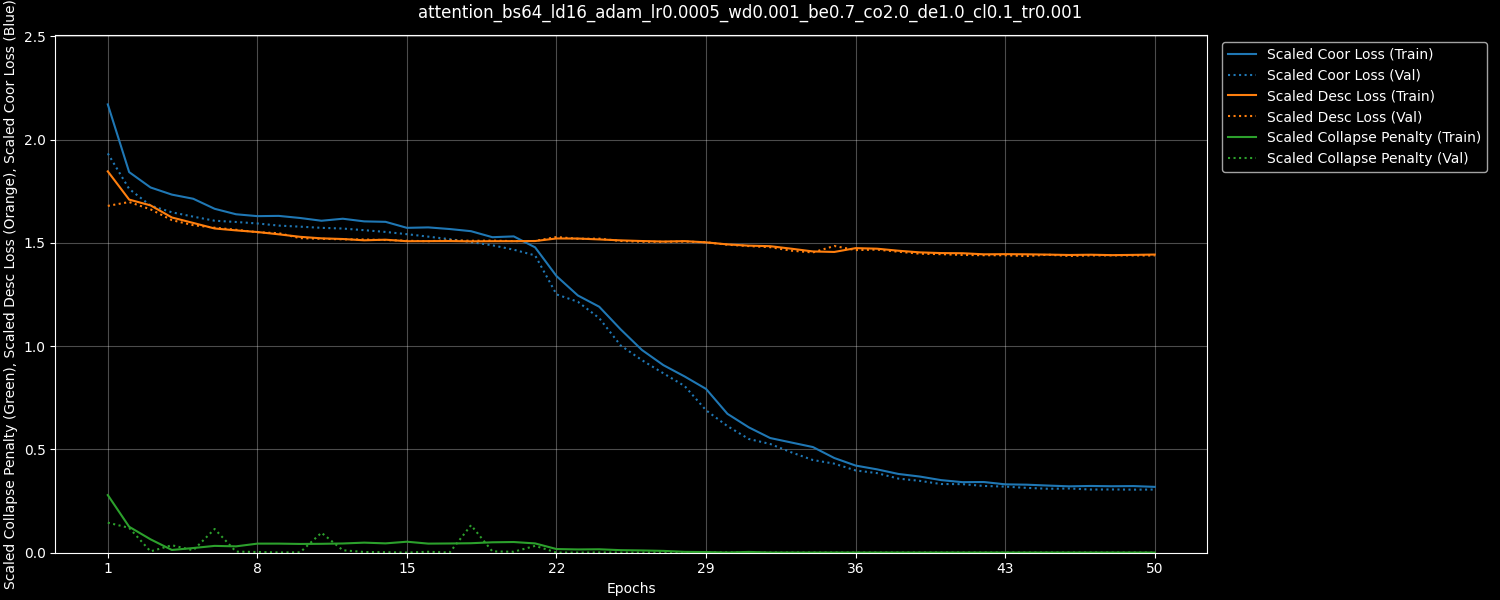 attention_bs64_ld16_adam_lr0.0005_wd0.001_be0.7_co2.0_de1.0_cl0.1_tr0.001
Scaled Collapse Penalty (Green), Scaled Desc Loss (Orange), Scaled Coor Loss (Blue)
2.5
2.0
1.5
1.0
0.5
0.0
1 8 15 22 29 36 43 50
Epochs
Scaled Coor Loss (Train)
Scaled Coor Loss (Val)
Scaled Desc Loss (Train)
Scaled Desc Loss (Val)
Scaled Collapse Penalty (Train)
Scaled Collapse Penalty (Val)